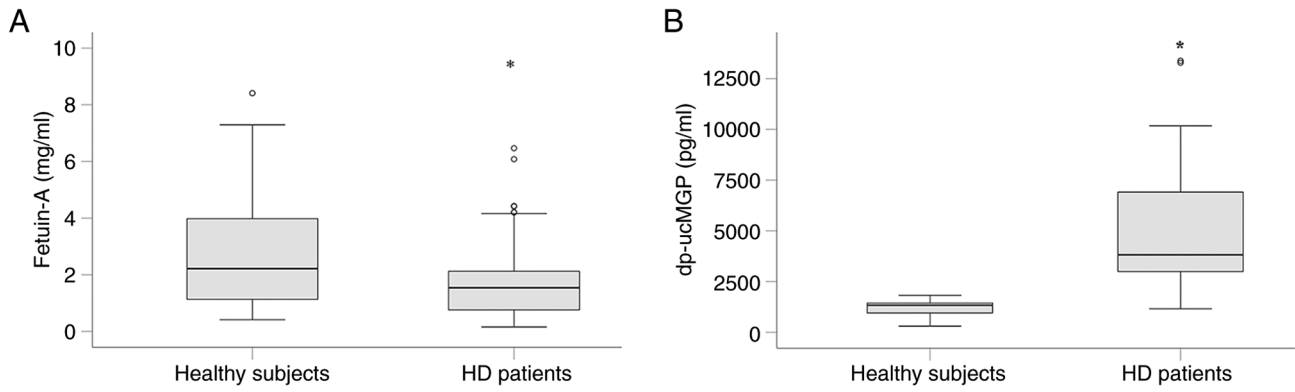 A
Fetuin-A (mg/ml)
10
8
6
4
2
0
*
Healthy subjects
HD patients
B
dp-ucMGP (pg/ml)
12500
10000
7500
5000
2500
0
*
Healthy subjects
HD patients